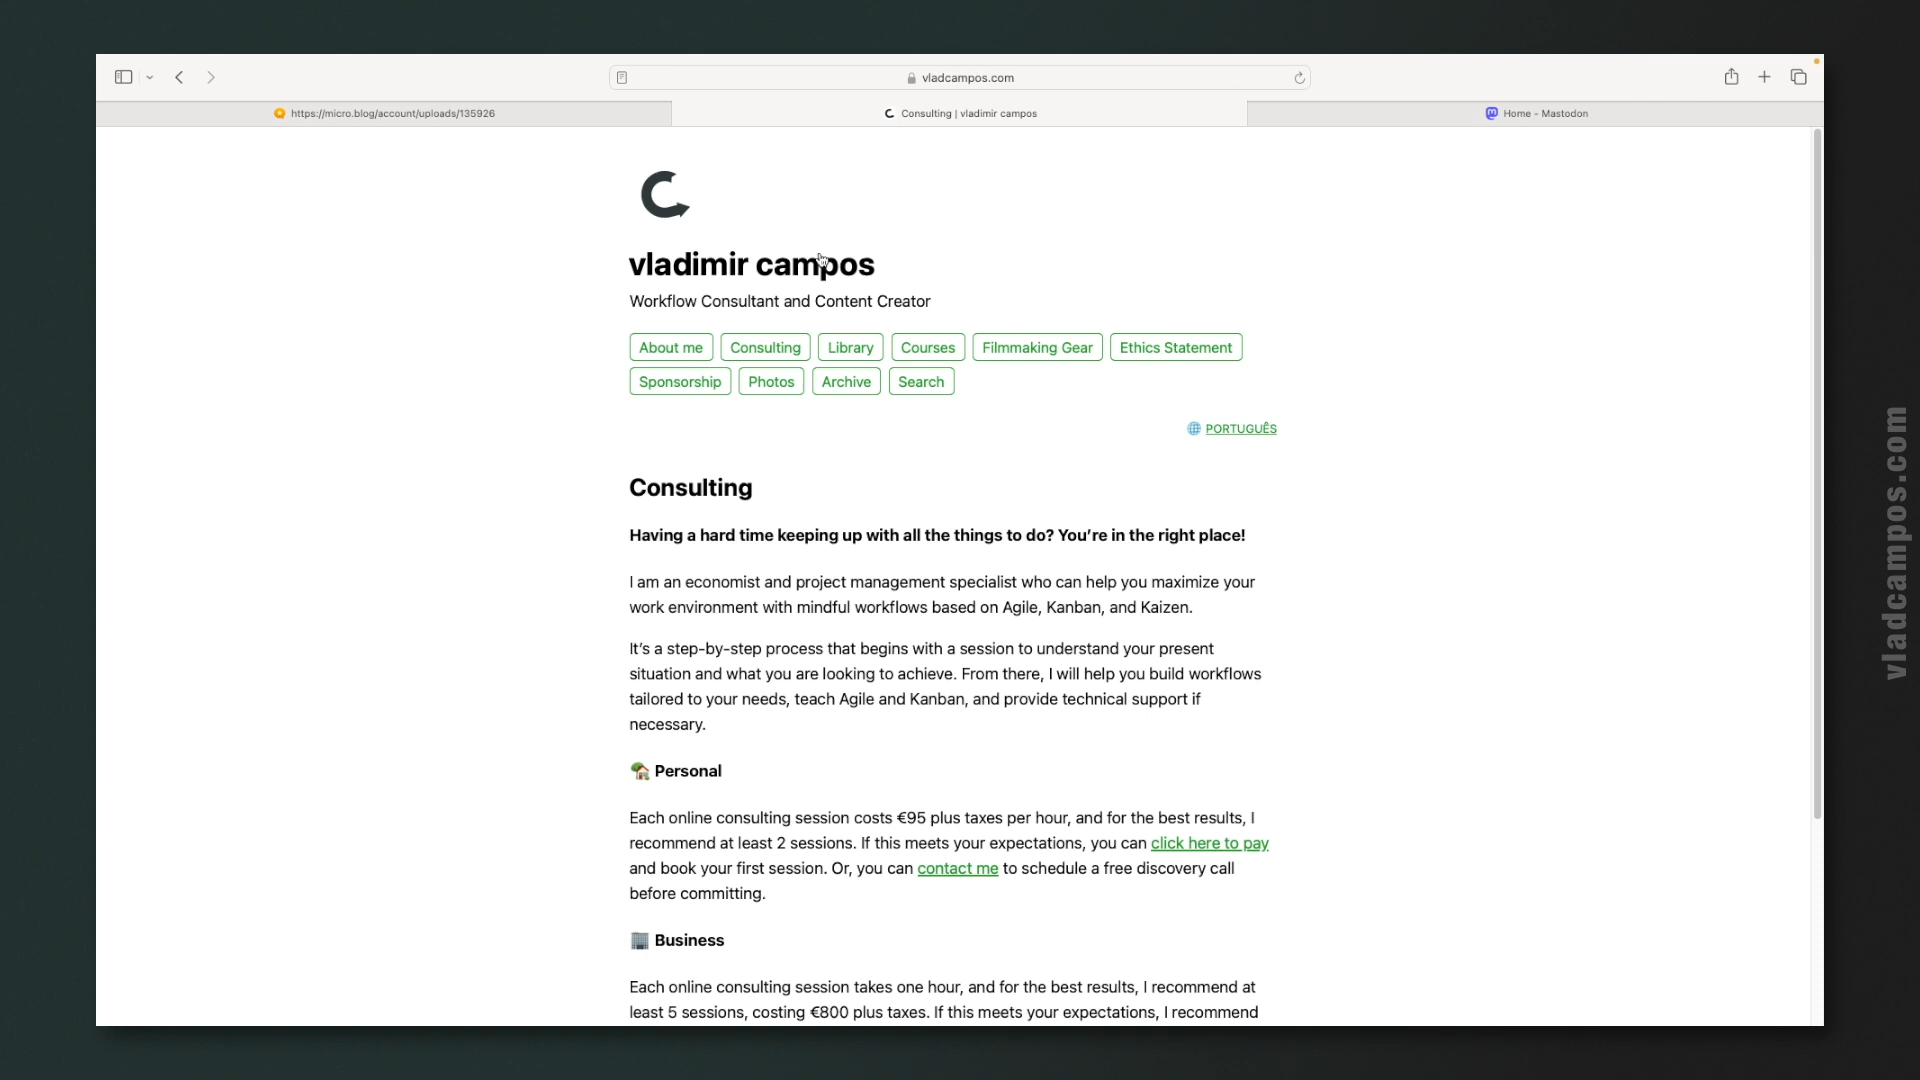 vladcampos.com
https://micro.blog/account/uploads/135926
Consulting | vladimir campos
Home - Mastodon
vladimir campos
Workflow Consultant and Content Creator
About me Consulting Library Courses Filmmaking Gear Ethics Statement
Sponsorship Photos Archive Search
PORTUGUÊS
Consulting
Having a hard time keeping up with all the things to do? You’re in the right place!
I am an economist and project management specialist who can help you maximize your
work environment with mindful workflows based on Agile, Kanban, and Kaizen.
It’s a step-by-step process that begins with a session to understand your present
situation and what you are looking to achieve. From there, I will help you build workflows
tailored to your needs, teach Agile and Kanban, and provide technical support if
necessary.
Personal
Each online consulting session costs €95 plus taxes per hour, and for the best results, I
recommend at least 2 sessions. If this meets your expectations, you can click here to pay
and book your first session. Or, you can contact me to schedule a free discovery call
before committing.
Business
Each online consulting session takes one hour, and for the best results, I recommend at
least 5 sessions, costing €800 plus taxes. If this meets your expectations, I recommend
vladcampos.com